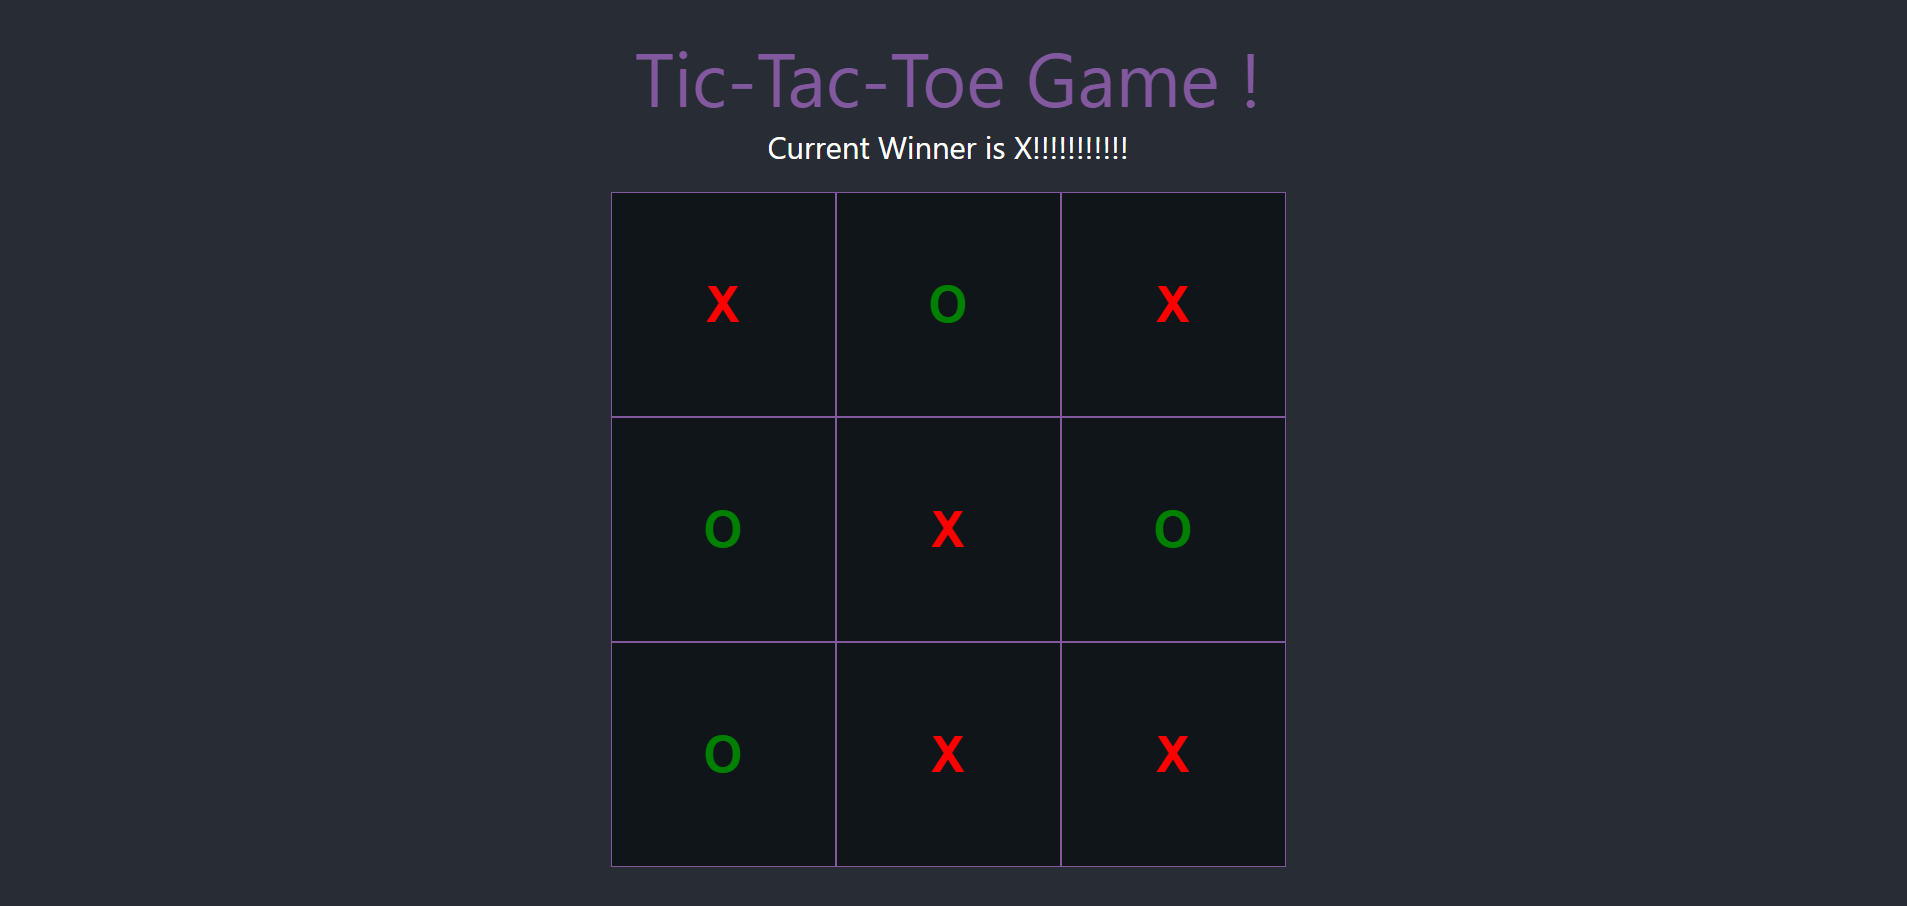 Tic-Tac-Toe Game !
Current Winner is X!!!!!!!!!!!
X O X
O X O
O X X